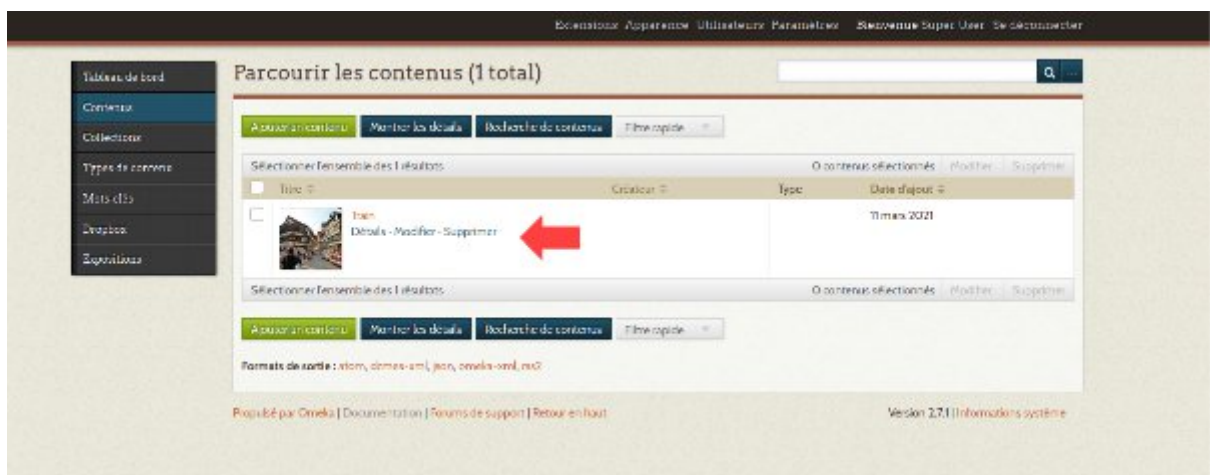 Extensions Apparence Utilisateurs Paramètres Bienvenue Super User Se déconnecter
Tableau de bord
Contenus
Collections
Types de contenu
Mots clés
Dropbox
Expositions
Parcourir les contenus (1 total)
Ajouter un contenu Montrer les détails Recherche de contenus Filtre rapide
Sélectionner l'ensemble des 1 résultats 0 contenus sélectionnés Modifier Supprimer
Titre Créateur Type Date d'ajout
Train 11 mars 2021
Détails - Modifier - Supprimer
Sélectionner l'ensemble des 1 résultats 0 contenus sélectionnés Modifier Supprimer
Ajouter un contenu Montrer les détails Recherche de contenus Filtre rapide
Formats de sortie : atom, dcmes-xml, json, omeka-xml, rss2
Propulsé par Omeka | Documentation | Forums de support | Retour en haut Version 2.7.1 | Informations système